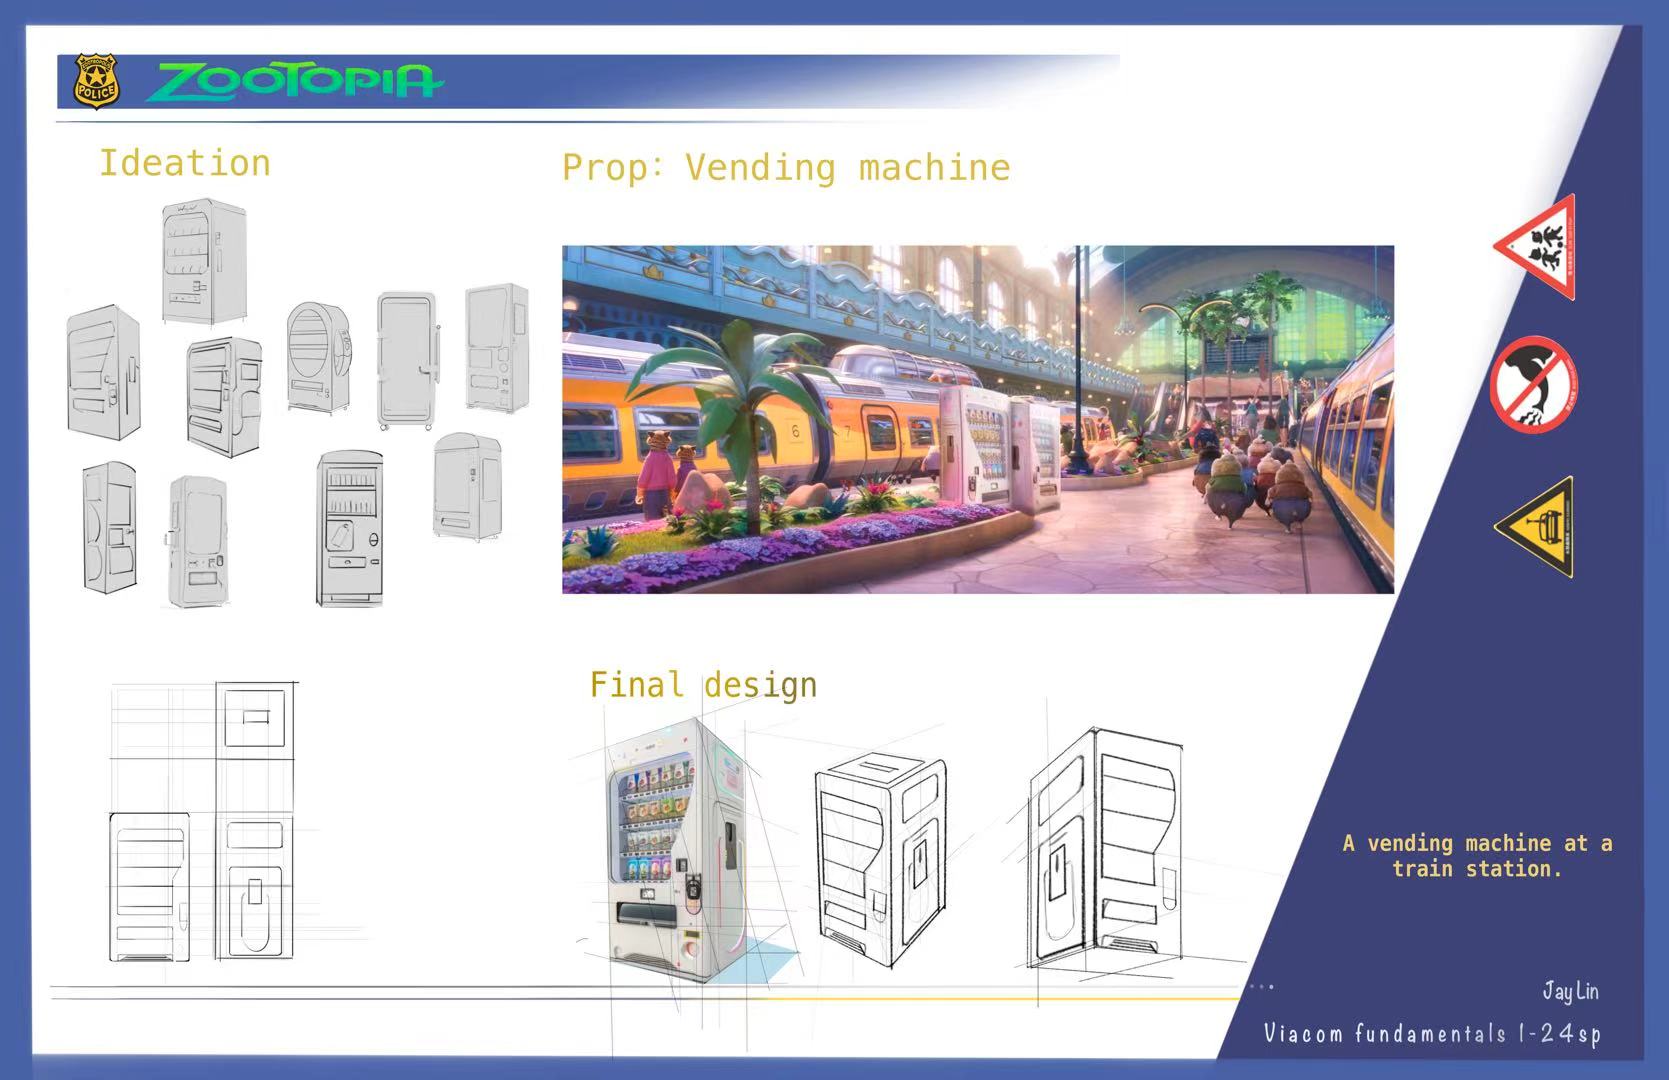 ZOOTOPIA
POLICE
Ideation
Prop: Vending machine
6
7
Final design
A vending machine at a
train station.
Jay Lin
Viacom fundamentals 1-24sp